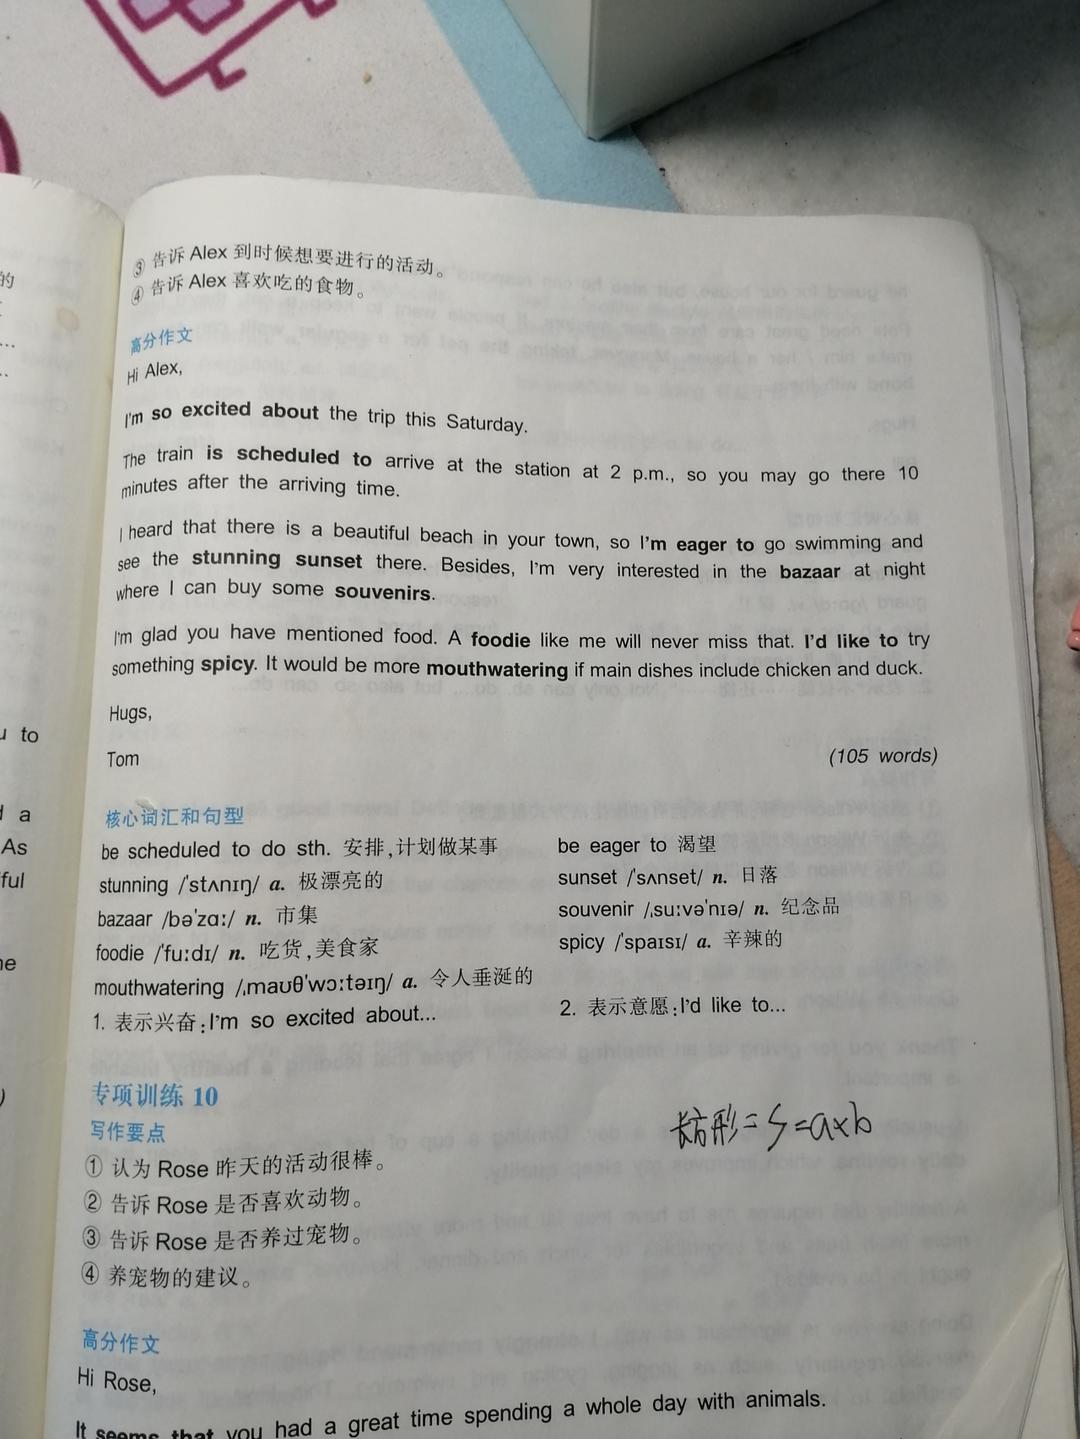 的
...
..
u to
d a
As
iful
ne
)
③ 告诉 Alex 到时候想要进行的活动。
④ 告诉 Alex 喜欢吃的食物。
高分作文
Hi Alex,
I'm so excited about the trip this Saturday.
The train is scheduled to arrive at the station at 2 p.m., so you may go there 10
minutes after the arriving time.
I heard that there is a beautiful beach in your town, so I'm eager to go swimming and
see the stunning sunset there. Besides, I'm very interested in the bazaar at night
where I can buy some souvenirs.
I'm glad you have mentioned food. A foodie like me will never miss that. I'd like to try
something spicy. It would be more mouthwatering if main dishes include chicken and duck.
Hugs,
Tom
(105 words)
核心词汇和句型
be scheduled to do sth. 安排,计划做某事
be eager to 渴望
stunning /ˈstʌnɪŋ/ a. 极漂亮的
sunset /ˈsʌnset/ n. 日落
bazaar /bəˈzɑː/ n. 市集
souvenir /ˌsuːvəˈnɪə/ n. 纪念品
foodie /ˈfuːdɪ/ n. 吃货,美食家
spicy /ˈspaɪsɪ/ a. 辛辣的
mouthwatering /ˌmaʊθˈwɔːtəɪŋ/ a. 令人垂涎的
1. 表示兴奋:I'm so excited about...
2. 表示意愿:I'd like to...
专项训练 10
写作要点
长方形=S=a×b
① 认为 Rose 昨天的活动很棒。
② 告诉 Rose 是否喜欢动物。
③ 告诉 Rose 是否养过宠物。
④ 养宠物的建议。
高分作文
Hi Rose,
It seems that you had a great time spending a whole day with animals.